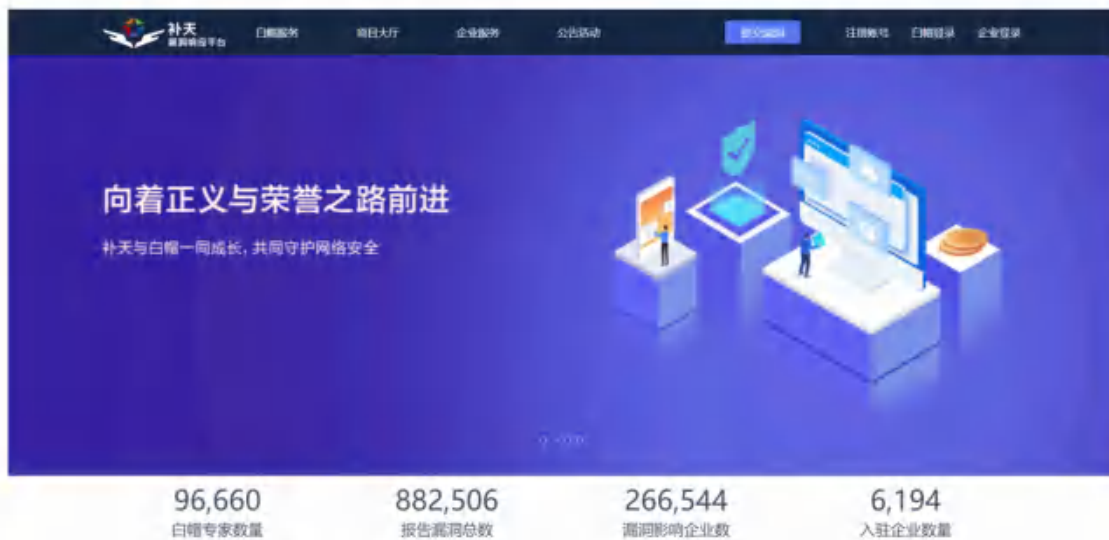 补天
漏洞响应平台
白帽服务
项目大厅
企业服务
公告活动
提交漏洞
注册账号
白帽登录
企业登录
向着正义与荣誉之路前进
补天与白帽一同成长,共同守护网络安全
96,660
882,506
266,544
6,194
白帽专家数量
报告漏洞总数
漏洞影响企业数
入驻企业数量